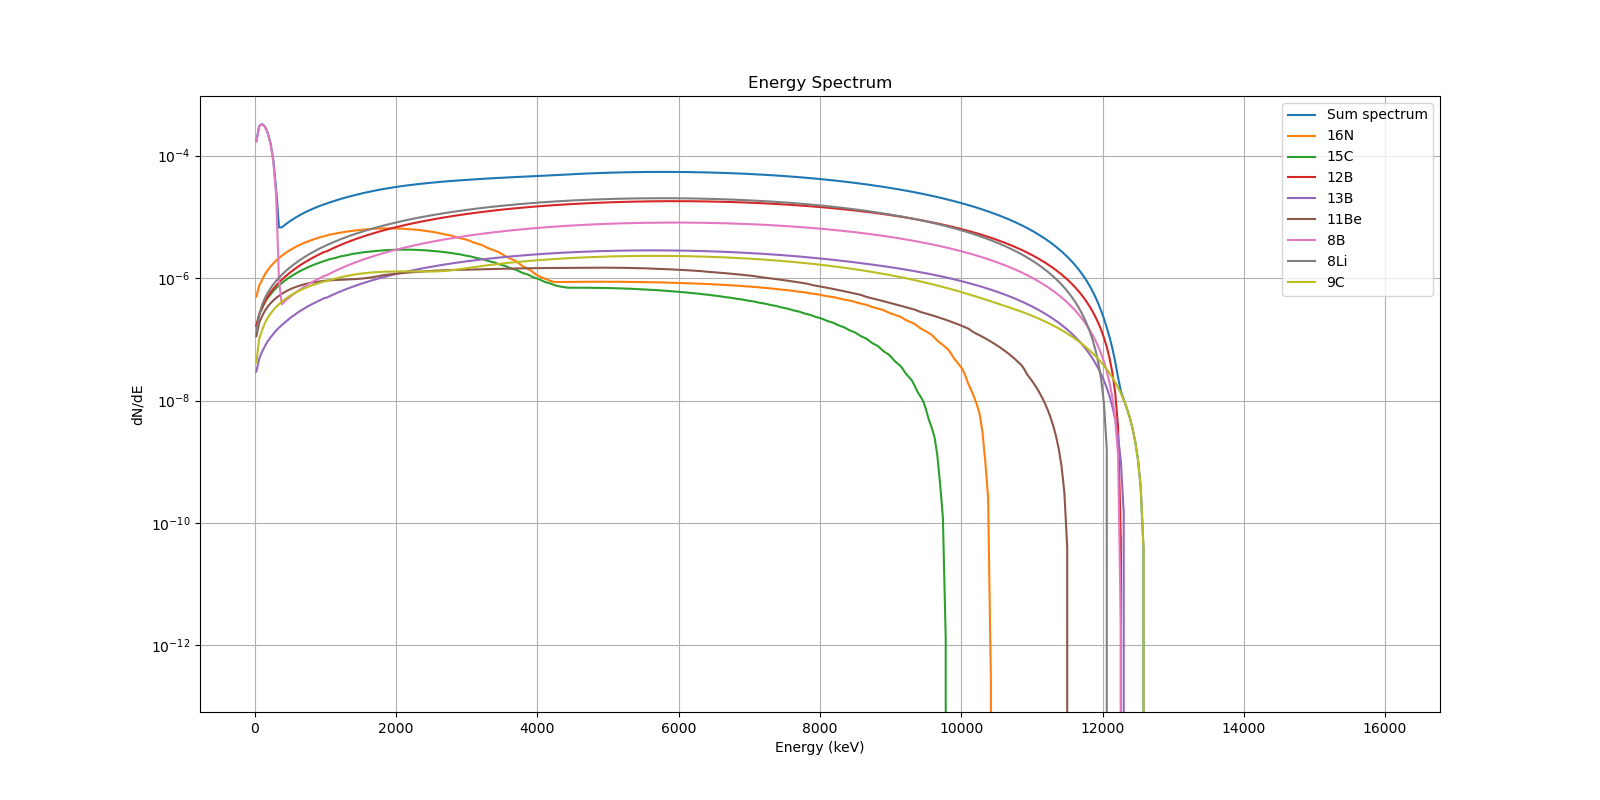 Energy Spectrum
Sum spectrum
16N
15C
12B
13B
11Be
8B
8Li
9C
dN/dE
10⁻⁴
10⁻⁶
10⁻⁸
10⁻¹⁰
10⁻¹²
0 2000 4000 6000 8000 10000 12000 14000 16000
Energy (keV)